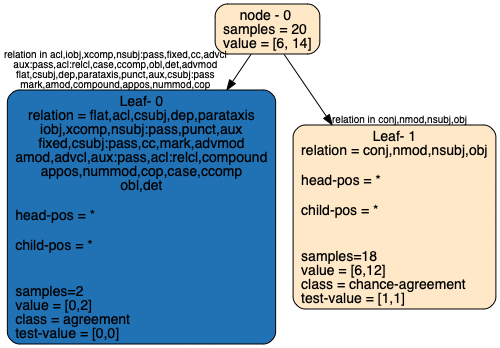 node - 0
samples = 20
value = [6, 14]
relation in acl,iobj,xcomp,nsubj:pass,fixed,cc,advcl
aux:pass,acl:relcl,case,ccomp,obl,det,advmod
flat,csubj,dep,parataxis,punct,aux,csubj:pass
mark,amod,compound,appos,nummod,cop
relation in conj,nmod,nsubj,obj
Leaf- 0
relation = flat,acl,csubj,dep,parataxis
iobj,xcomp,nsubj:pass,punct,aux
fixed,csubj:pass,cc,mark,advmod
amod,advcl,aux:pass,acl:relcl,compound
appos,nummod,cop,case,ccomp
obl,det
head-pos = *
child-pos = *
samples=2
value = [0,2]
class = agreement
test-value = [0,0]
Leaf- 1
relation = conj,nmod,nsubj,obj
head-pos = *
child-pos = *
samples=18
value = [6,12]
class = chance-agreement
test-value = [1,1]